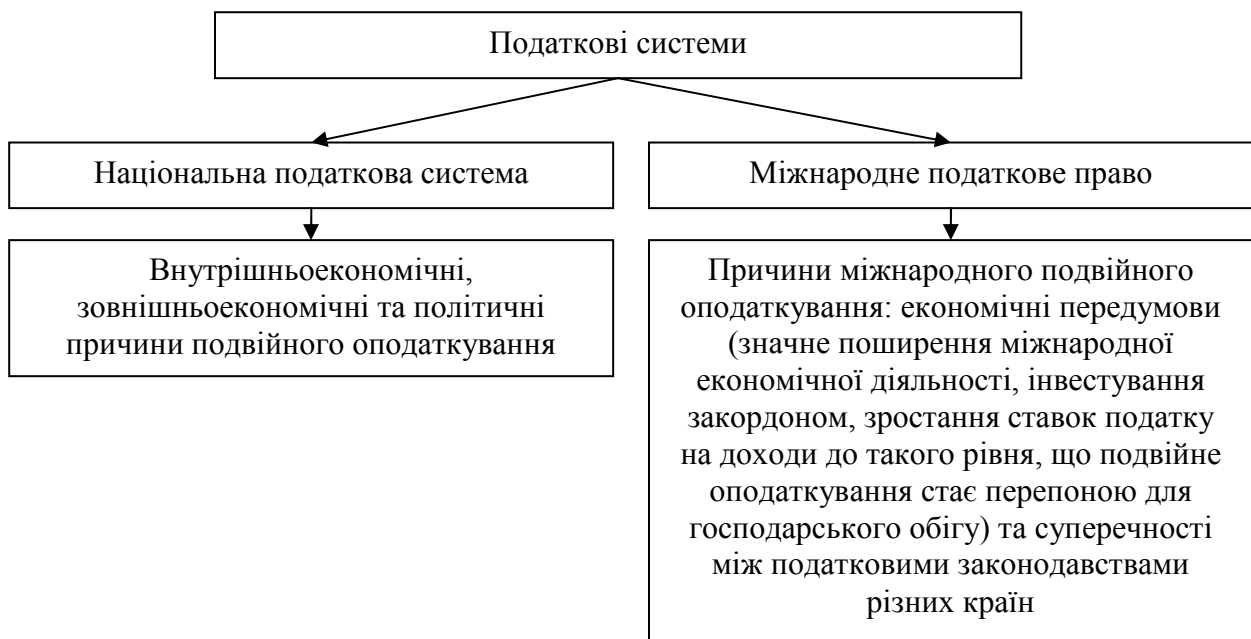 Податкові системи
Національна податкова система
Міжнародне податкове право
Внутрішньоекономічні,
зовнішньоекономічні та політичні
причини подвійного оподаткування
Причини міжнародного подвійного
оподаткування: економічні передумови
(значне поширення міжнародної
економічної діяльності, інвестування
закордоном, зростання ставок податку
на доходи до такого рівня, що подвійне
оподаткування стає перепоною для
господарського обігу) та суперечності
між податковими законодавствами
різних країн